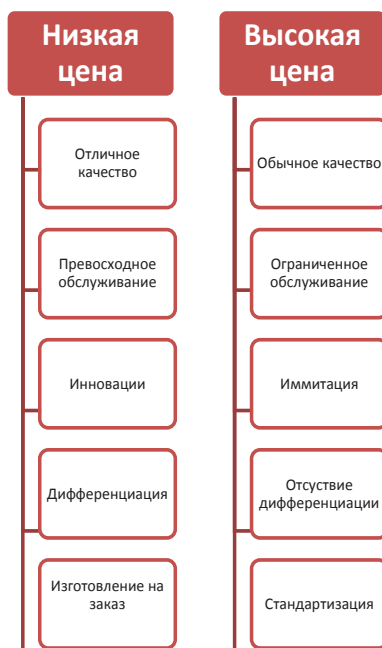 Низкая
цена
Отличное
качество
Превосходное
обслуживание
Инновации
Дифференциация
Изготовление на
заказ
Высокая
цена
Обычное качество
Ограниченное
обслуживание
Иммитация
Отсуствие
дифференциации
Стандартизация